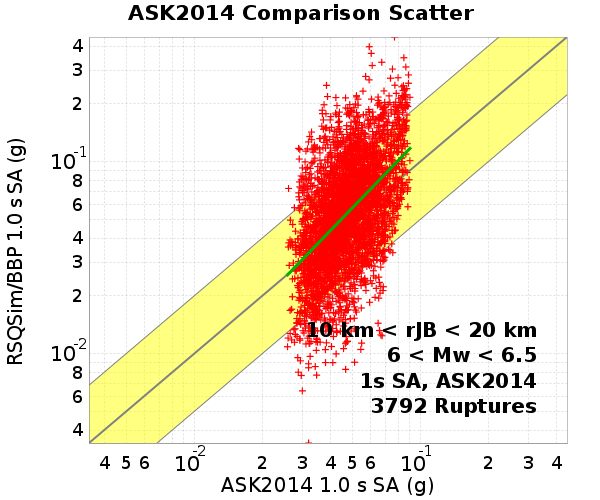 ASK2014 Comparison Scatter
RSQSim/BBP 1.0 s SA (g)
4
3
2
10-1
8
6
4
3
2
10-2
8
6
4
10 km < rJB < 20 km
6 < Mw < 6.5
1s SA, ASK2014
3792 Ruptures
4 5 6 10-2 2 3 4 5 6 10-1 2 3 4
ASK2014 1.0 s SA (g)